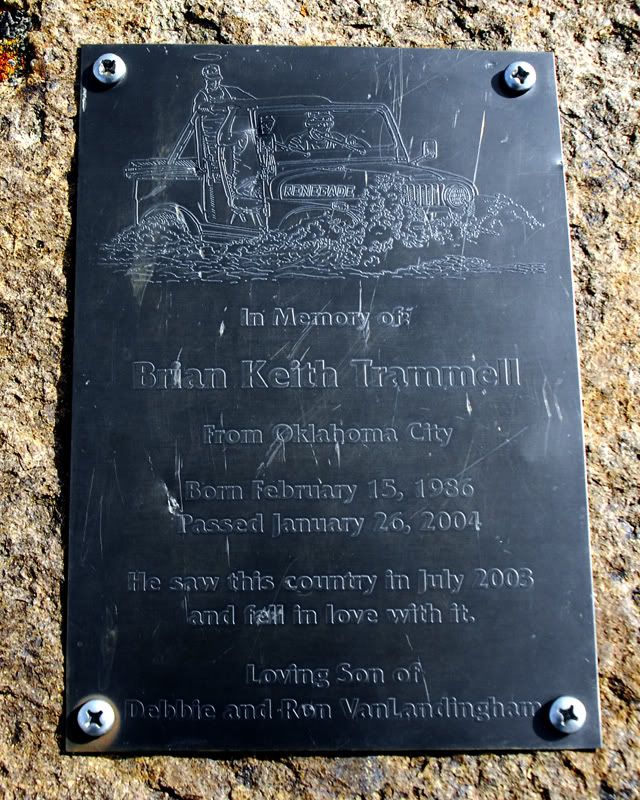 RENEGADE
In Memory of:
Brian Keith Trammell
From Oklahoma City
Born February 15, 1986
Passed January 26, 2004
He saw this country in July 2003
and fell in love with it.
Loving Son of
Debbie and Ron VanLandingham